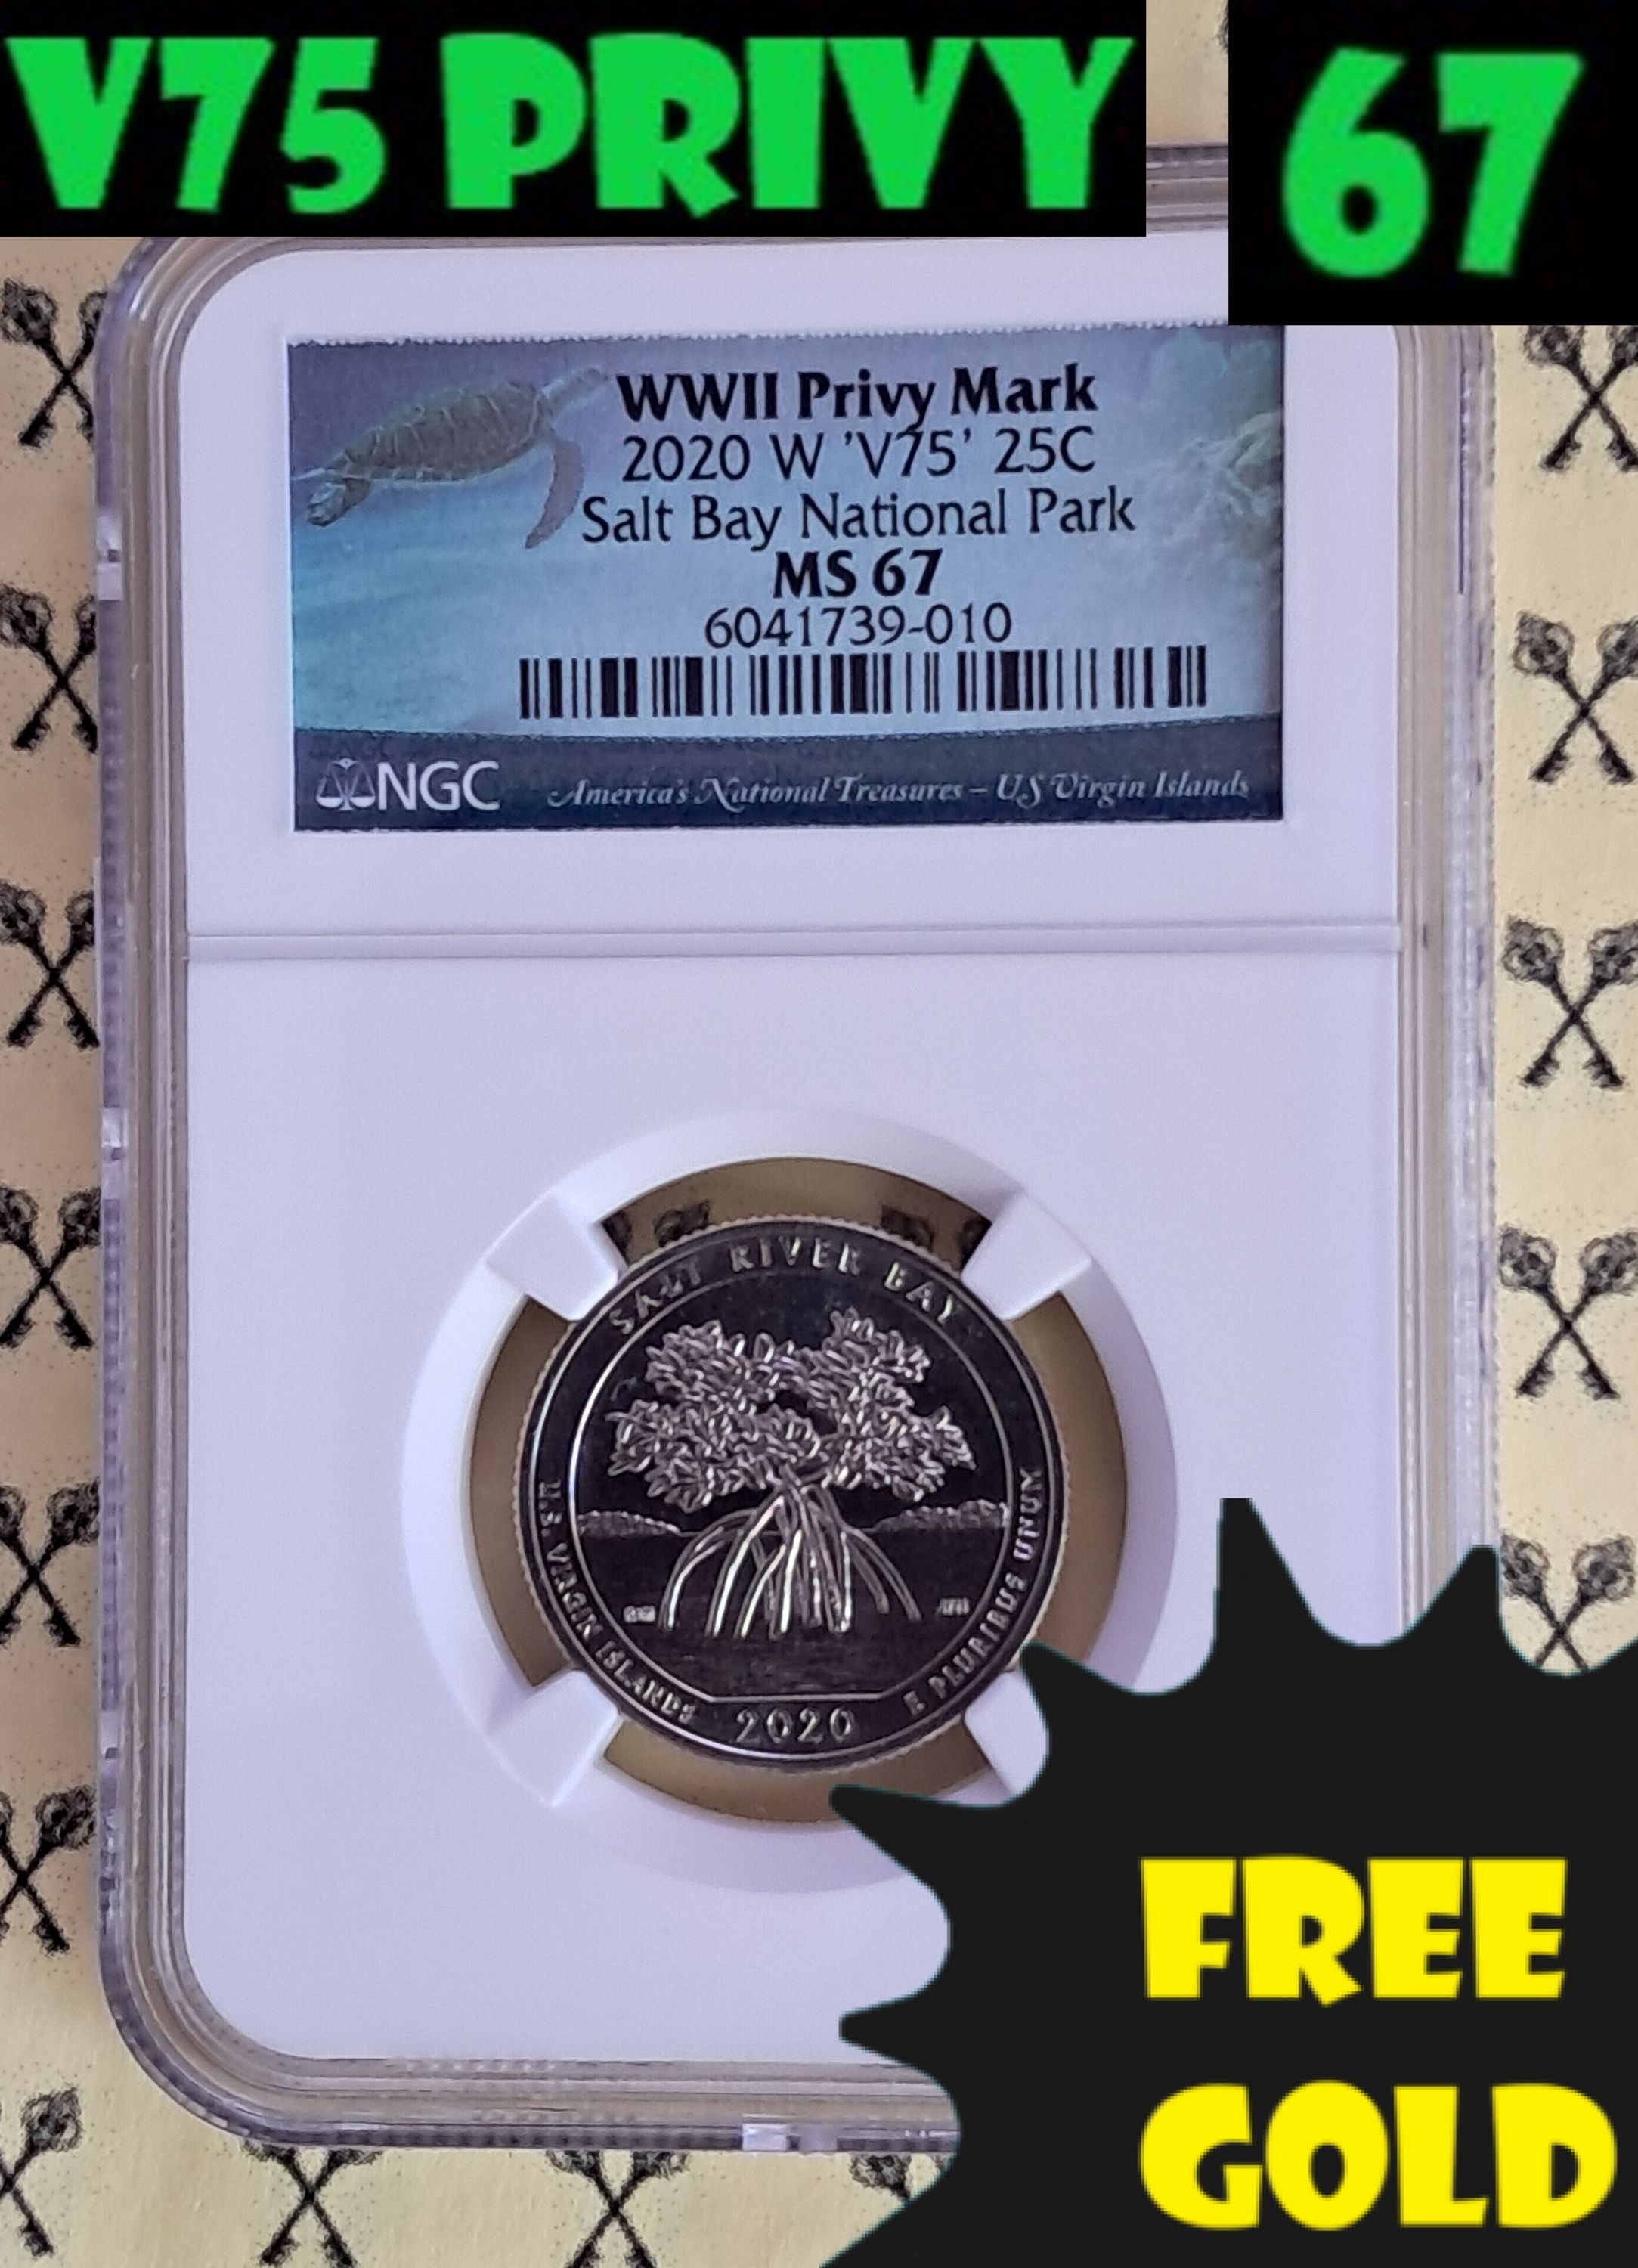 V75 PRIVY
67
WWII Privy Mark
2020 W 'V75' 25C
Salt Bay National Park
MS 67
6041739-010
NGC
America's National Treasures – US Virgin Islands
SALT RIVER BAY
U.S. VIRGIN ISLANDS
2020
E PLURIBUS UNUM
FREE
GOLD